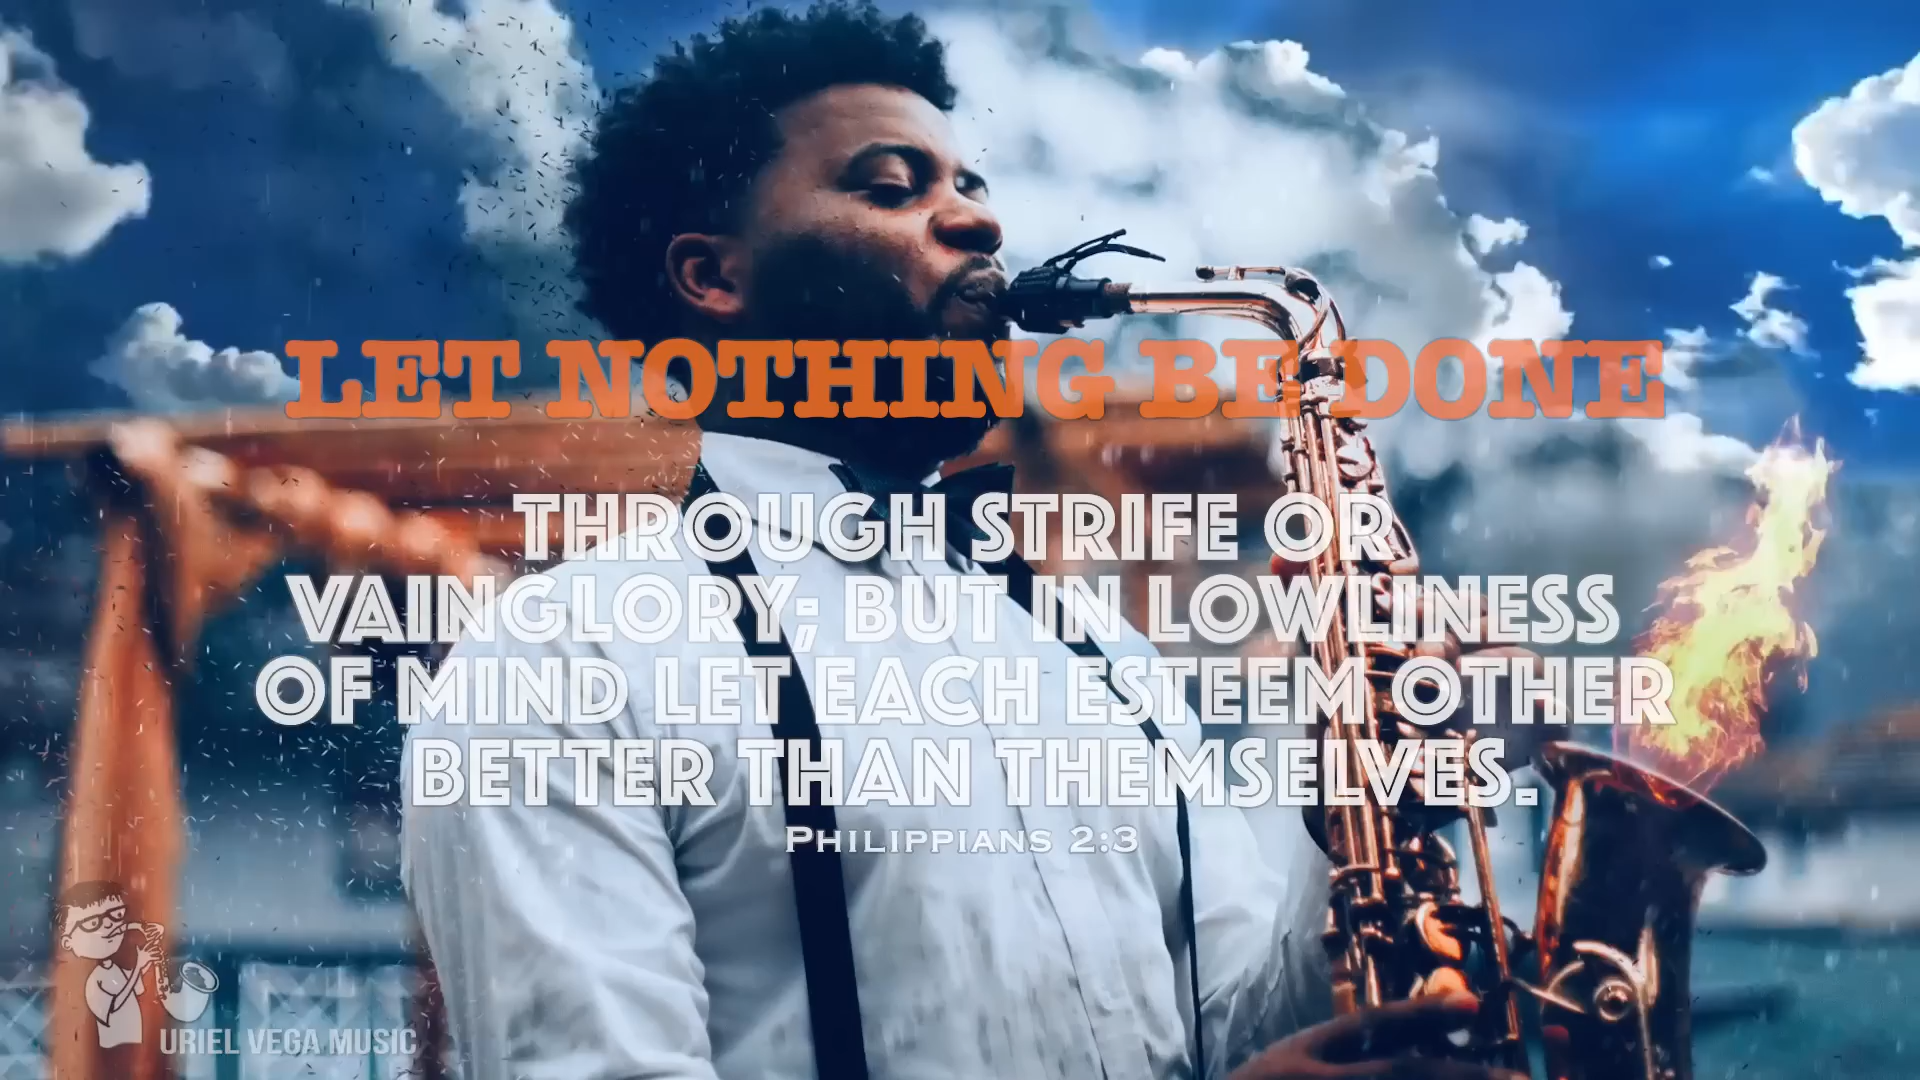 LET NOTHING BE DONE
THROUGH STRIFE OR
VAINGLORY; BUT IN LOWLINESS
OF MIND LET EACH ESTEEM OTHER
BETTER THAN THEMSELVES.
PHILIPPIANS 2:3
URIEL VEGA MUSIC